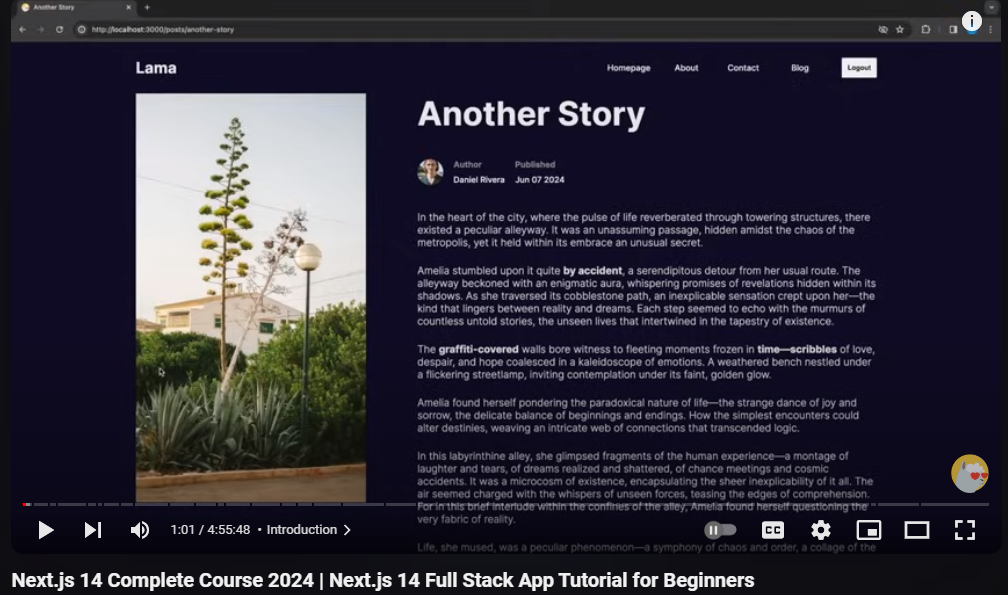 Another Story
http://localhost:3000/posts/another-story
Lama
Homepage About Contact Blog Logout
Another Story
Author Published
Daniel Rivera Jun 07 2024
In the heart of the city, where the pulse of life reverberated through towering structures, there
existed a peculiar alleyway. It was an unassuming passage, hidden amidst the chaos of the
metropolis, yet it held within its embrace an unusual secret.
Amelia stumbled upon it quite by accident, a serendipitous detour from her usual route. The
alleyway beckoned with an enigmatic aura, whispering promises of revelations hidden within its
shadows. As she traversed its cobblestone path, an inexplicable sensation crept upon her—the
kind that lingers between reality and dreams. Each step seemed to echo with the murmurs of
countless untold stories, the unseen lives that intertwined in the tapestry of existence.
The graffiti-covered walls bore witness to fleeting moments frozen in time—scribbles of love,
despair, and hope coalesced in a kaleidoscope of emotions. A weathered bench nestled under
a flickering streetlamp, inviting contemplation under its faint, golden glow.
Amelia found herself pondering the paradoxical nature of life—the strange dance of joy and
sorrow, the delicate balance of beginnings and endings. How the simplest encounters could
alter destinies, weaving an intricate web of connections that transcended logic.
In this labyrinthine alley, she glimpsed fragments of the human experience—a montage of
laughter and tears, of dreams realized and shattered, of chance meetings and cosmic
accidents. It was a microcosm of existence, encapsulating the sheer inexplicability of it all. The
air seemed charged with the whispers of unseen forces, teasing the edges of comprehension.
For in this brief interlude within the confines of the alley, Amelia found herself questioning the
very fabric of reality.
Life, she mused, was a peculiar phenomenon—a symphony of chaos and order, a collage of the
1:01 / 4:55:48 • Introduction
CC
Next.js 14 Complete Course 2024 | Next.js 14 Full Stack App Tutorial for Beginners